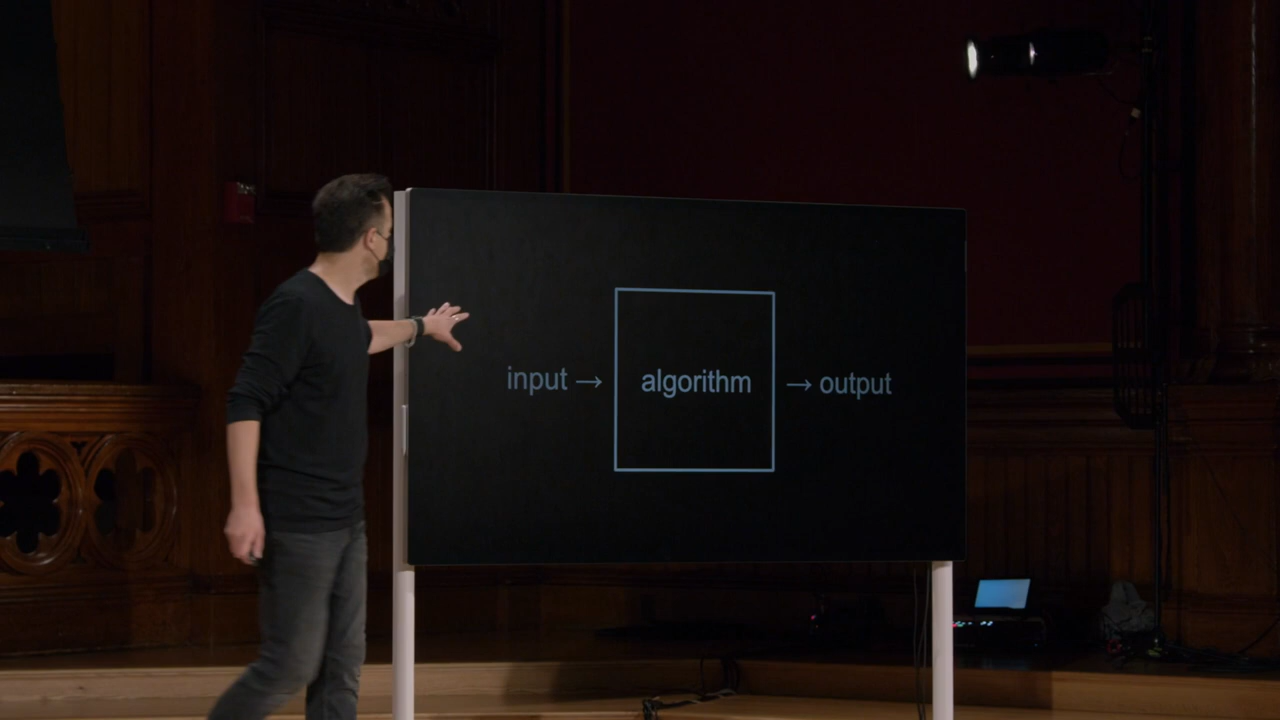 input → algorithm → output